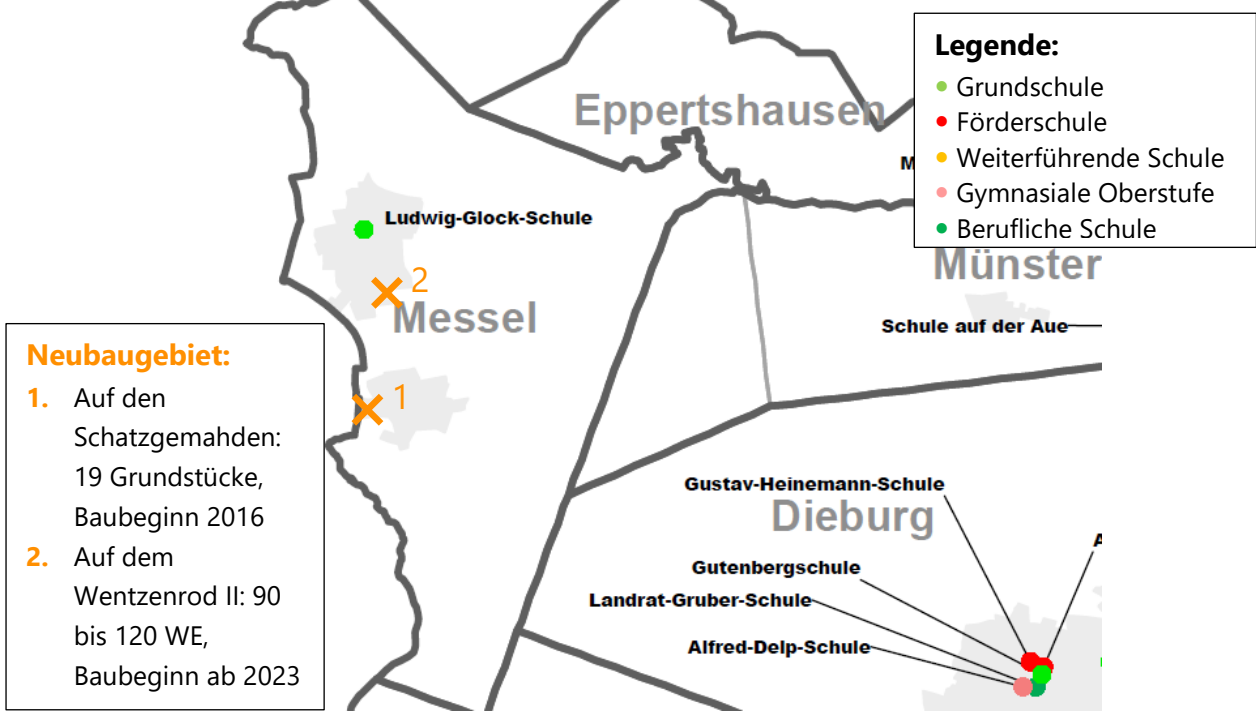 Eppertshausen
M
Ludwig-Glock-Schule
2
Messel
1
Münster
Schule auf der Aue
Gustav-Heinemann-Schule
Dieburg
A
Gutenbergschule
Landrat-Gruber-Schule
Alfred-Delp-Schule
Legende:
Grundschule
Förderschule
Weiterführende Schule
Gymnasiale Oberstufe
Berufliche Schule
Neubaugebiet:
1. Auf den
Schatzgemahden:
19 Grundstücke,
Baubeginn 2016
2. Auf dem
Wentzenrod II: 90
bis 120 WE,
Baubeginn ab 2023